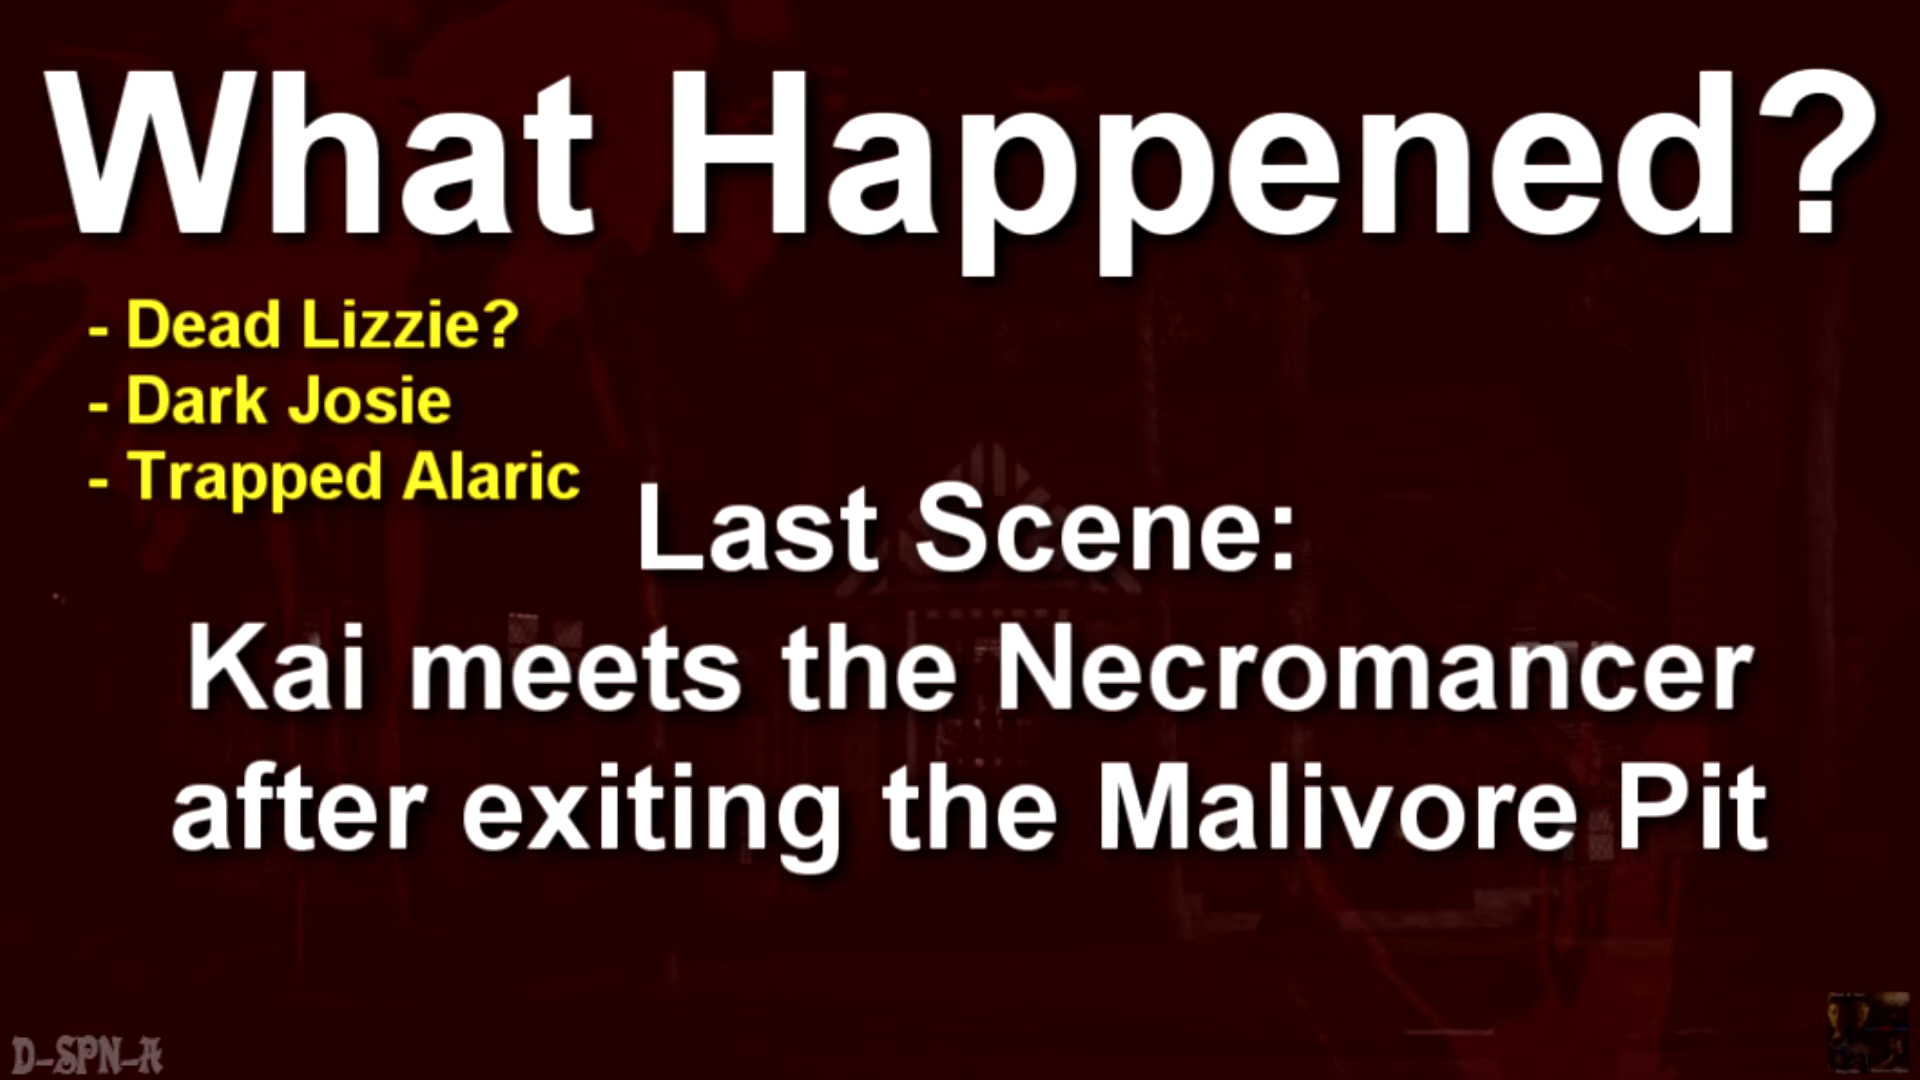 What Happened?
- Dead Lizzie?
- Dark Josie
- Trapped Alaric
Last Scene:
Kai meets the Necromancer
after exiting the Malivore Pit
D-SPN-A